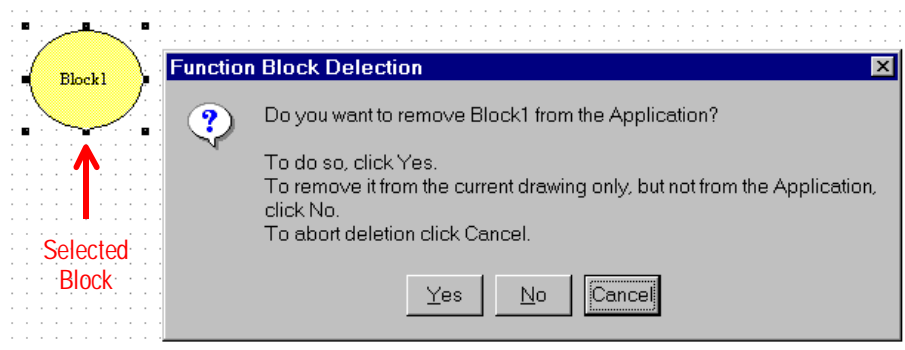 Block1
Function Block Delection
Do you want to remove Block1 from the Application?
To do so, click Yes.
To remove it from the current drawing only, but not from the Application,
click No.
To abort deletion click Cancel.
Yes No Cancel
Selected
Block